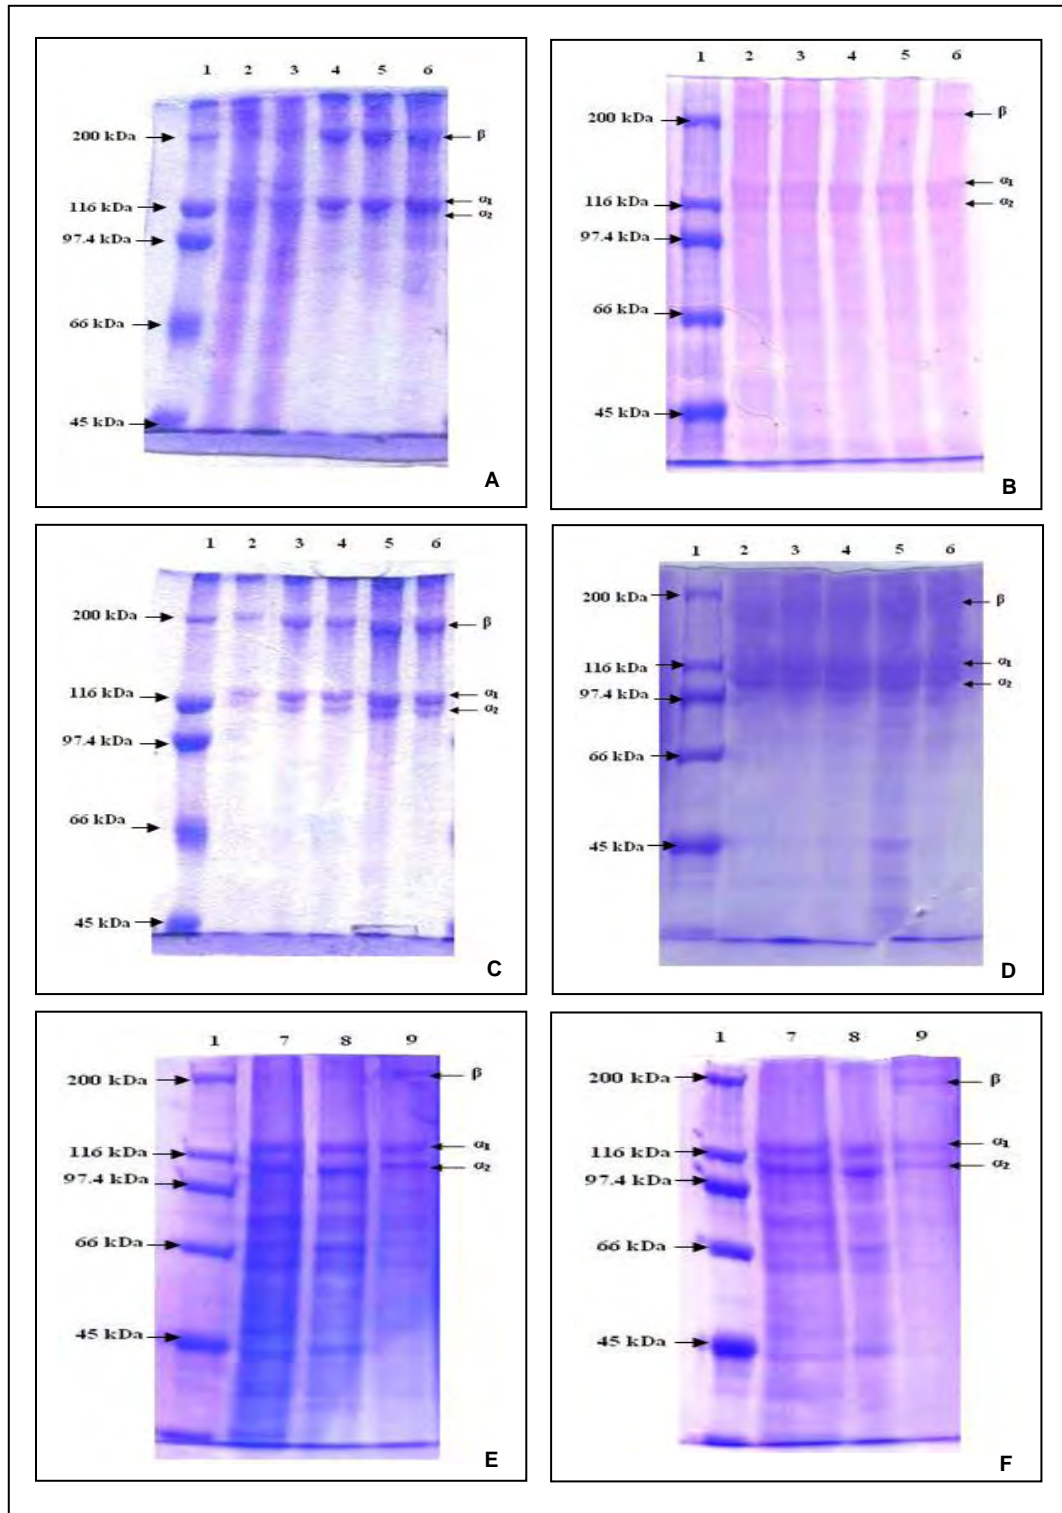 1 2 3 4 5 6
200 kDa β
116 kDa α1
α2
97.4 kDa
66 kDa
45 kDa
A
1 2 3 4 5 6
200 kDa β
α1
116 kDa α2
97.4 kDa
66 kDa
45 kDa
B
1 2 3 4 5 6
200 kDa β
116 kDa α1
α2
97.4 kDa
66 kDa
45 kDa
C
1 2 3 4 5 6
200 kDa β
116 kDa α1
97.4 kDa α2
66 kDa
45 kDa
D
1 7 8 9
200 kDa β
116 kDa α1
α2
97.4 kDa
66 kDa
45 kDa
E
1 7 8 9
200 kDa β
116 kDa α1
α2
97.4 kDa
66 kDa
45 kDa
F